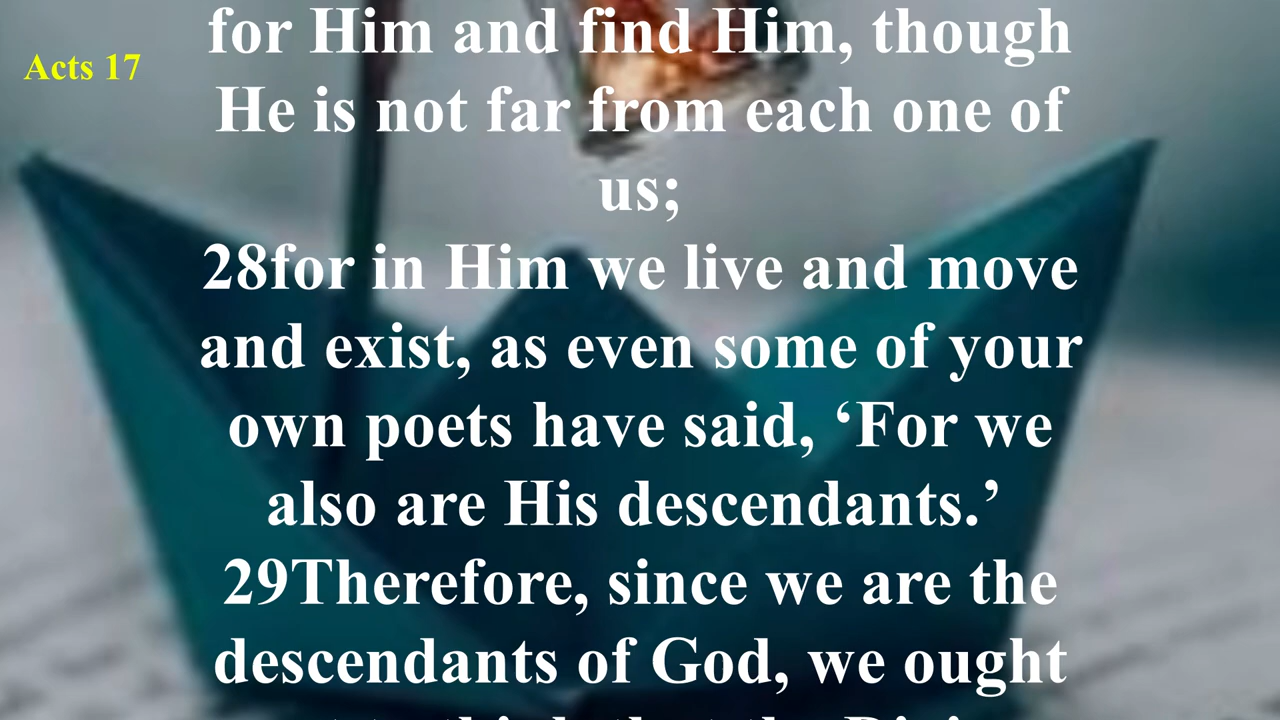 for Him and find Him, though
Acts 17
He is not far from each one of
us;
28for in Him we live and move
and exist, as even some of your
own poets have said, ‘For we
also are His descendants.’
29Therefore, since we are the
descendants of God, we ought